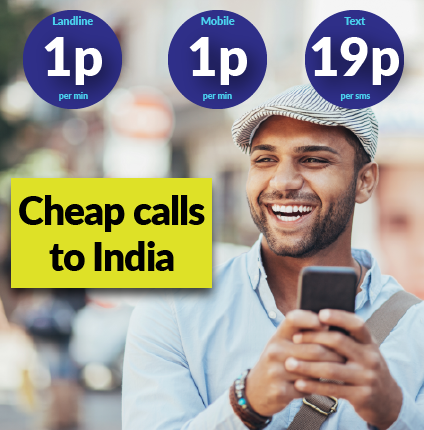 Landline
1p
per min
Mobile
1p
per min
Text
19p
per sms
Cheap calls
to India